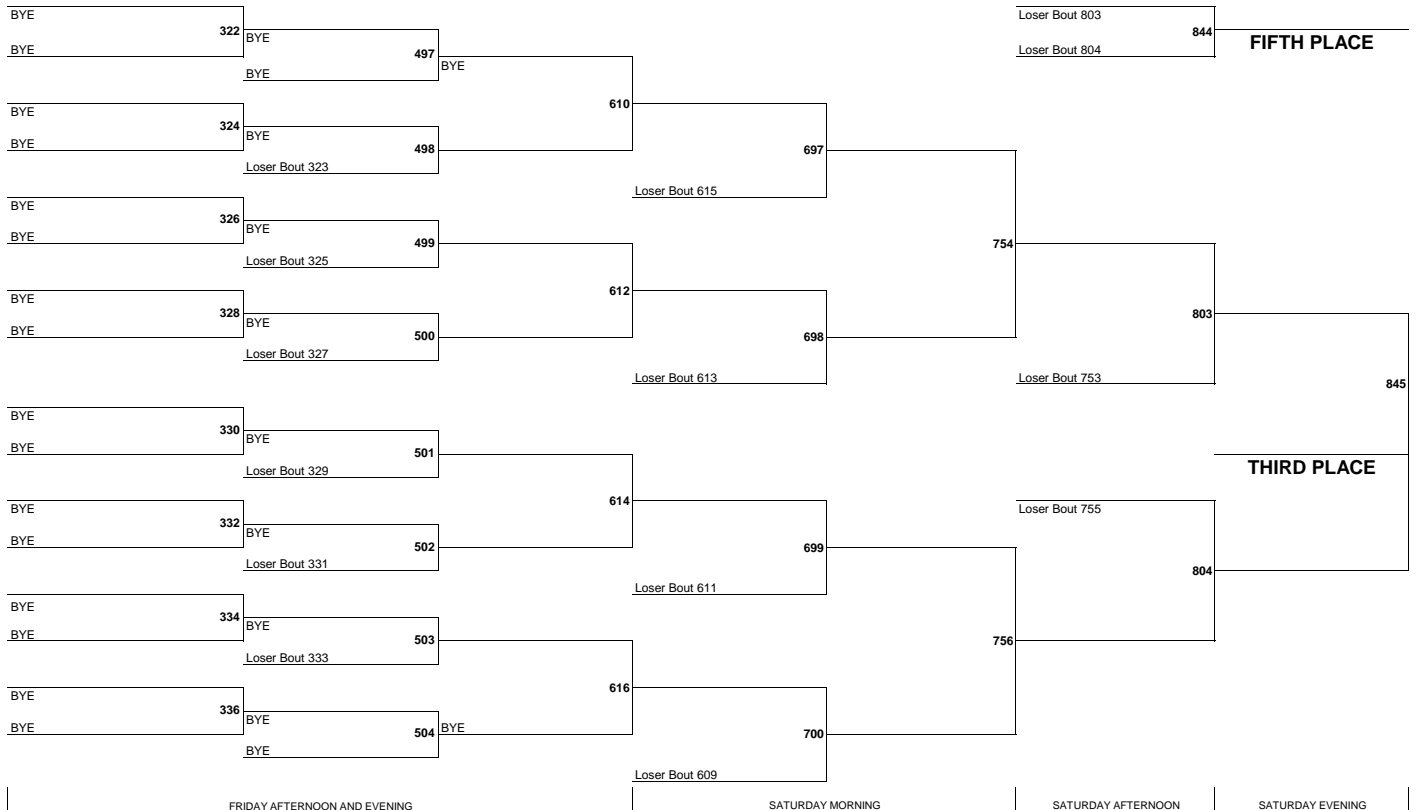 BYE
322
BYE
BYE
497
BYE
BYE
610
BYE
324
BYE
BYE
498
Loser Bout 323
697
Loser Bout 615
BYE
326
BYE
BYE
499
Loser Bout 325
754
612
BYE
328
BYE
BYE
500
Loser Bout 327
698
Loser Bout 613
803
Loser Bout 753
845
BYE
330
BYE
BYE
501
Loser Bout 329
614
BYE
332
BYE
BYE
502
Loser Bout 331
699
Loser Bout 611
Loser Bout 755
804
BYE
334
BYE
BYE
503
Loser Bout 333
756
616
BYE
336
BYE
BYE
504
BYE
BYE
700
Loser Bout 609
Loser Bout 803
844
Loser Bout 804
FIFTH PLACE
THIRD PLACE
FRIDAY AFTERNOON AND EVENING
SATURDAY MORNING
SATURDAY AFTERNOON
SATURDAY EVENING